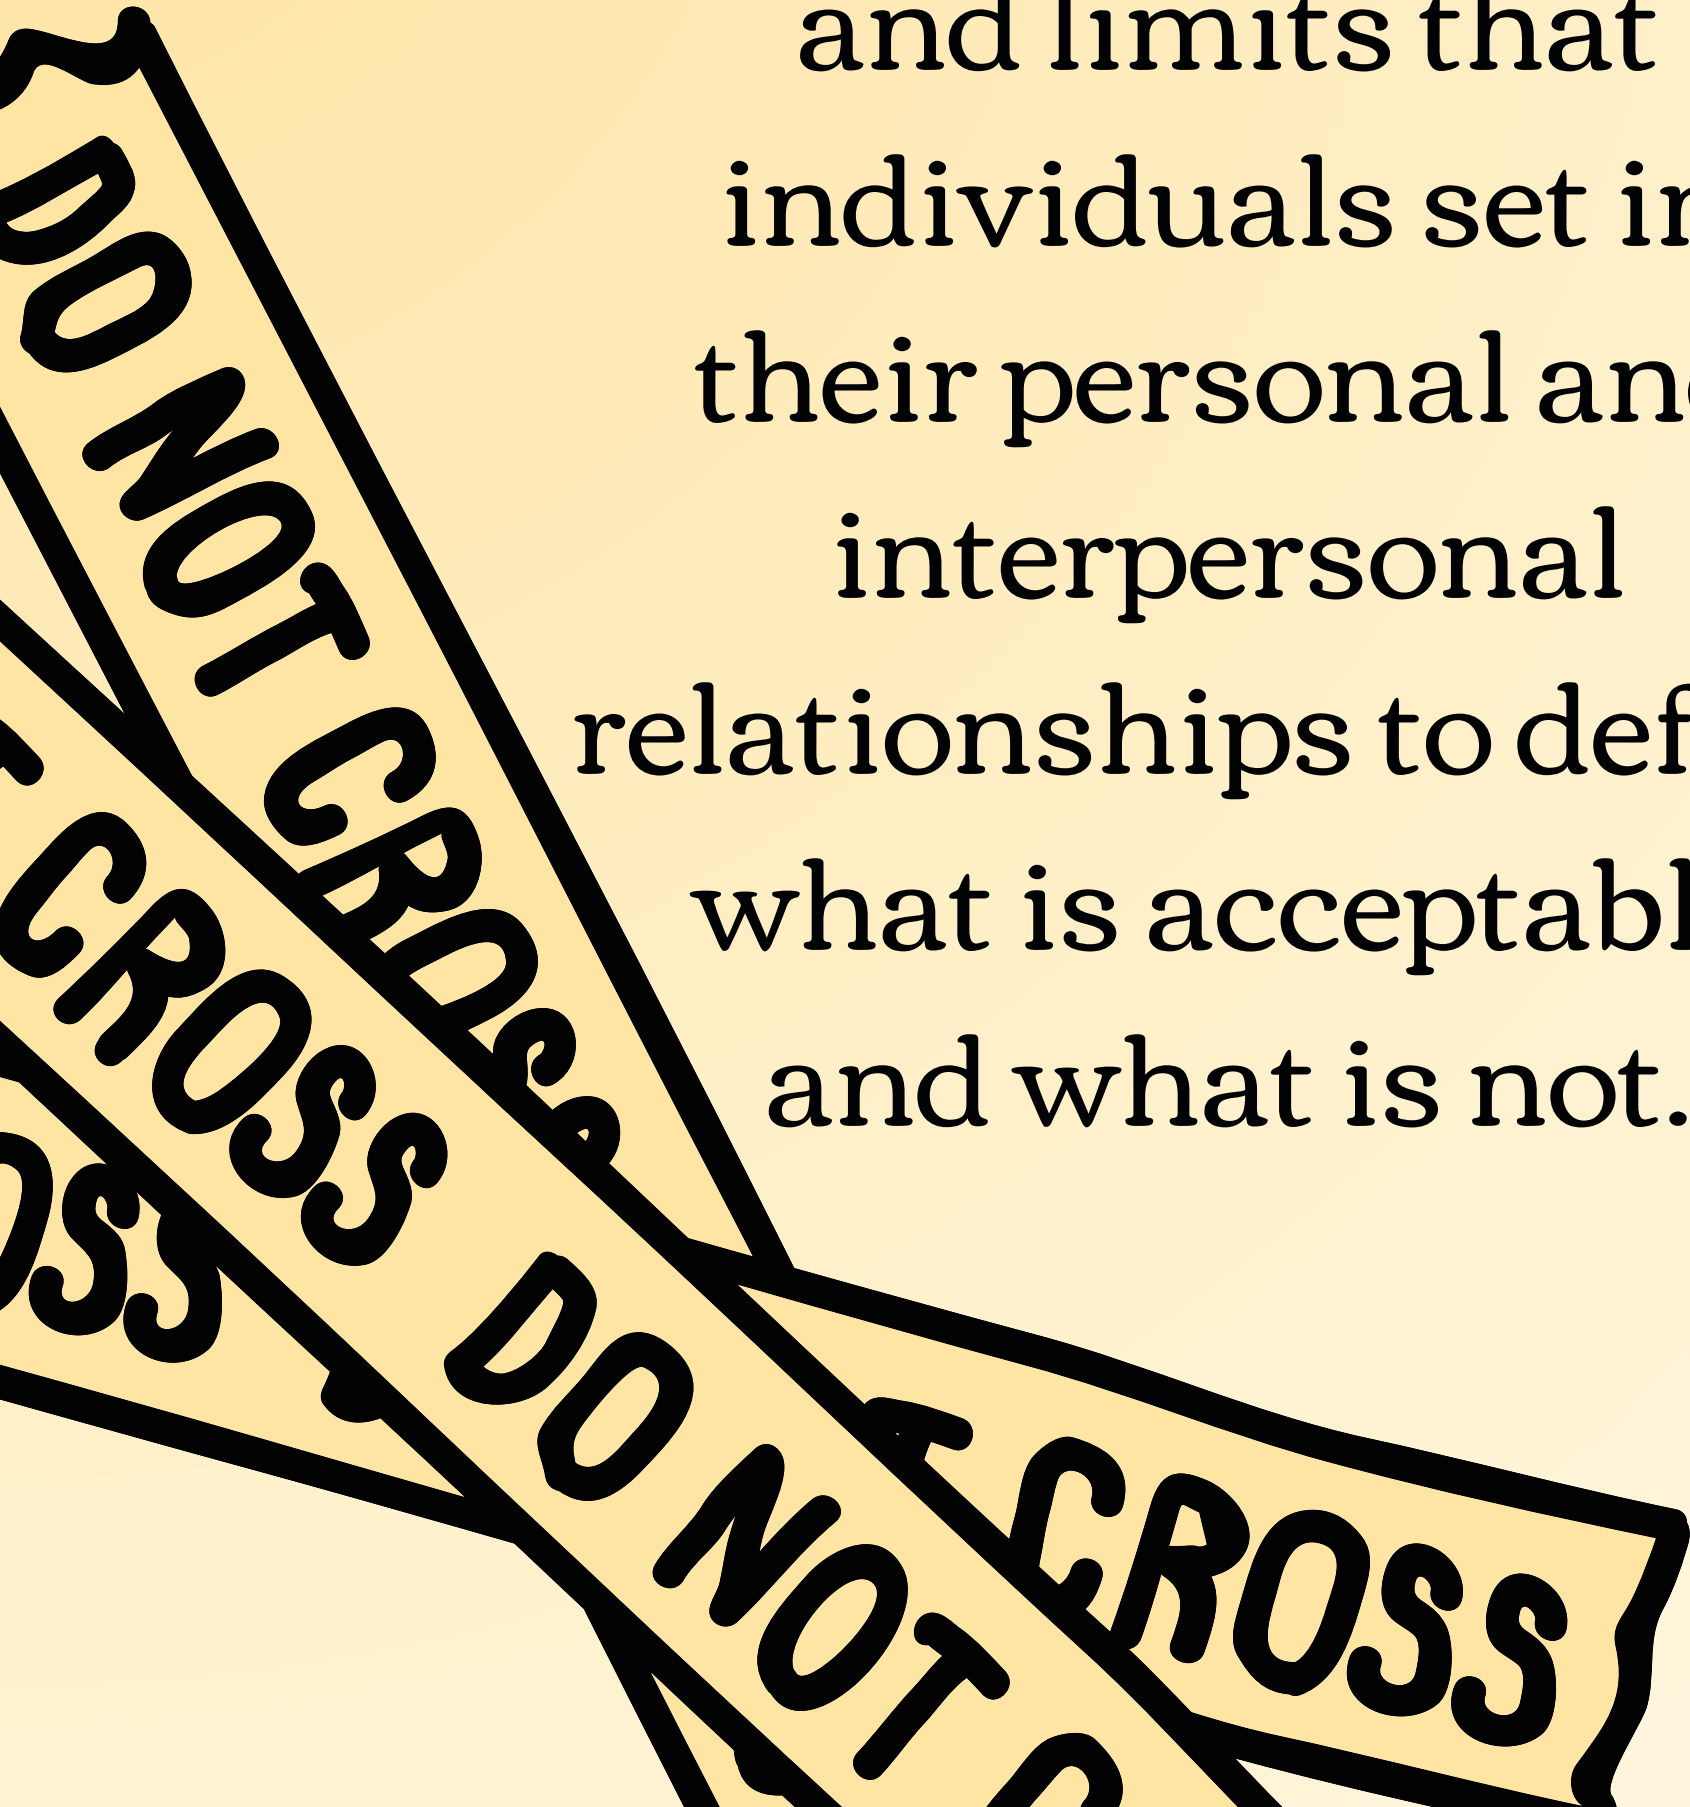 and limits that
individuals set in
their personal and
interpersonal
relationships to def
what is acceptabl
and what is not.
DO NOT CROSS
CROSS DO NOT
OSS
CROSS